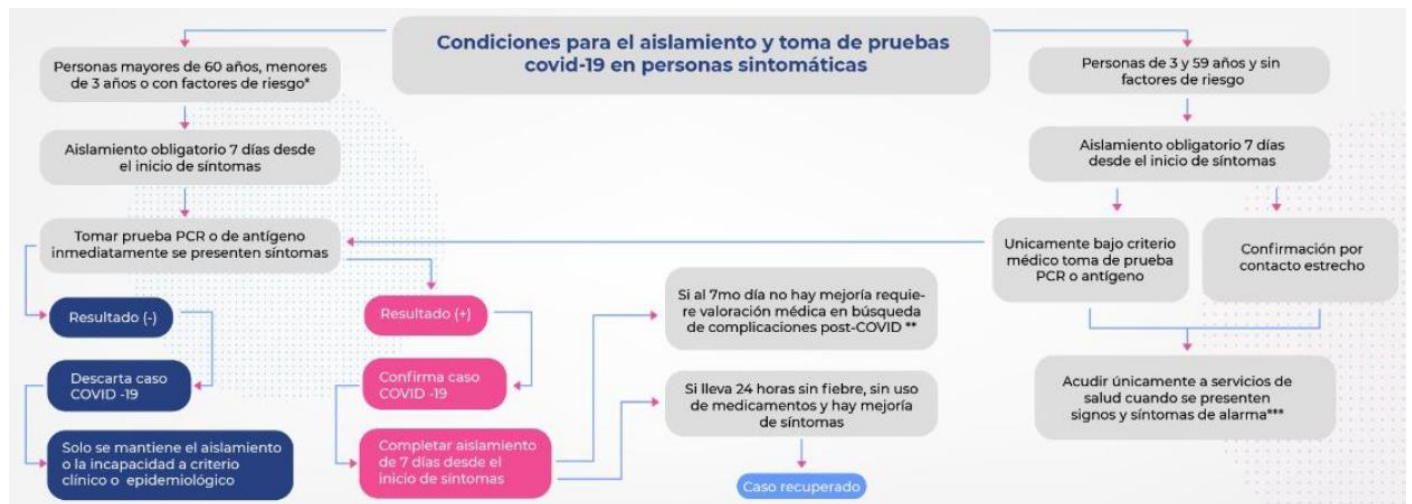 Condiciones para el aislamiento y toma de pruebas
covid-19 en personas sintomáticas
Personas mayores de 60 años, menores
de 3 años o con factores de riesgo*
Aislamiento obligatorio 7 días desde
el inicio de síntomas
Tomar prueba PCR o de antígeno
inmediatamente se presenten síntomas
Resultado (-)
Descarta caso
COVID -19
Solo se mantiene el aislamiento
o la incapacidad a criterio
clínico o epidemiológico
Resultado (+)
Confirma caso
COVID -19
Completar aislamiento
de 7 días desde el
inicio de síntomas
Si al 7mo día no hay mejoría requie-
re valoración médica en búsqueda
de complicaciones post-COVID **
Si lleva 24 horas sin fiebre, sin uso
de medicamentos y hay mejoría
de síntomas
Caso recuperado
Personas de 3 y 59 años y sin
factores de riesgo
Aislamiento obligatorio 7 días
desde el inicio de síntomas
Unicamente bajo criterio
médico toma de prueba
PCR o antígeno
Confirmación por
contacto estrecho
Acudir únicamente a servicios de
salud cuando se presenten
signos y síntomas de alarma***